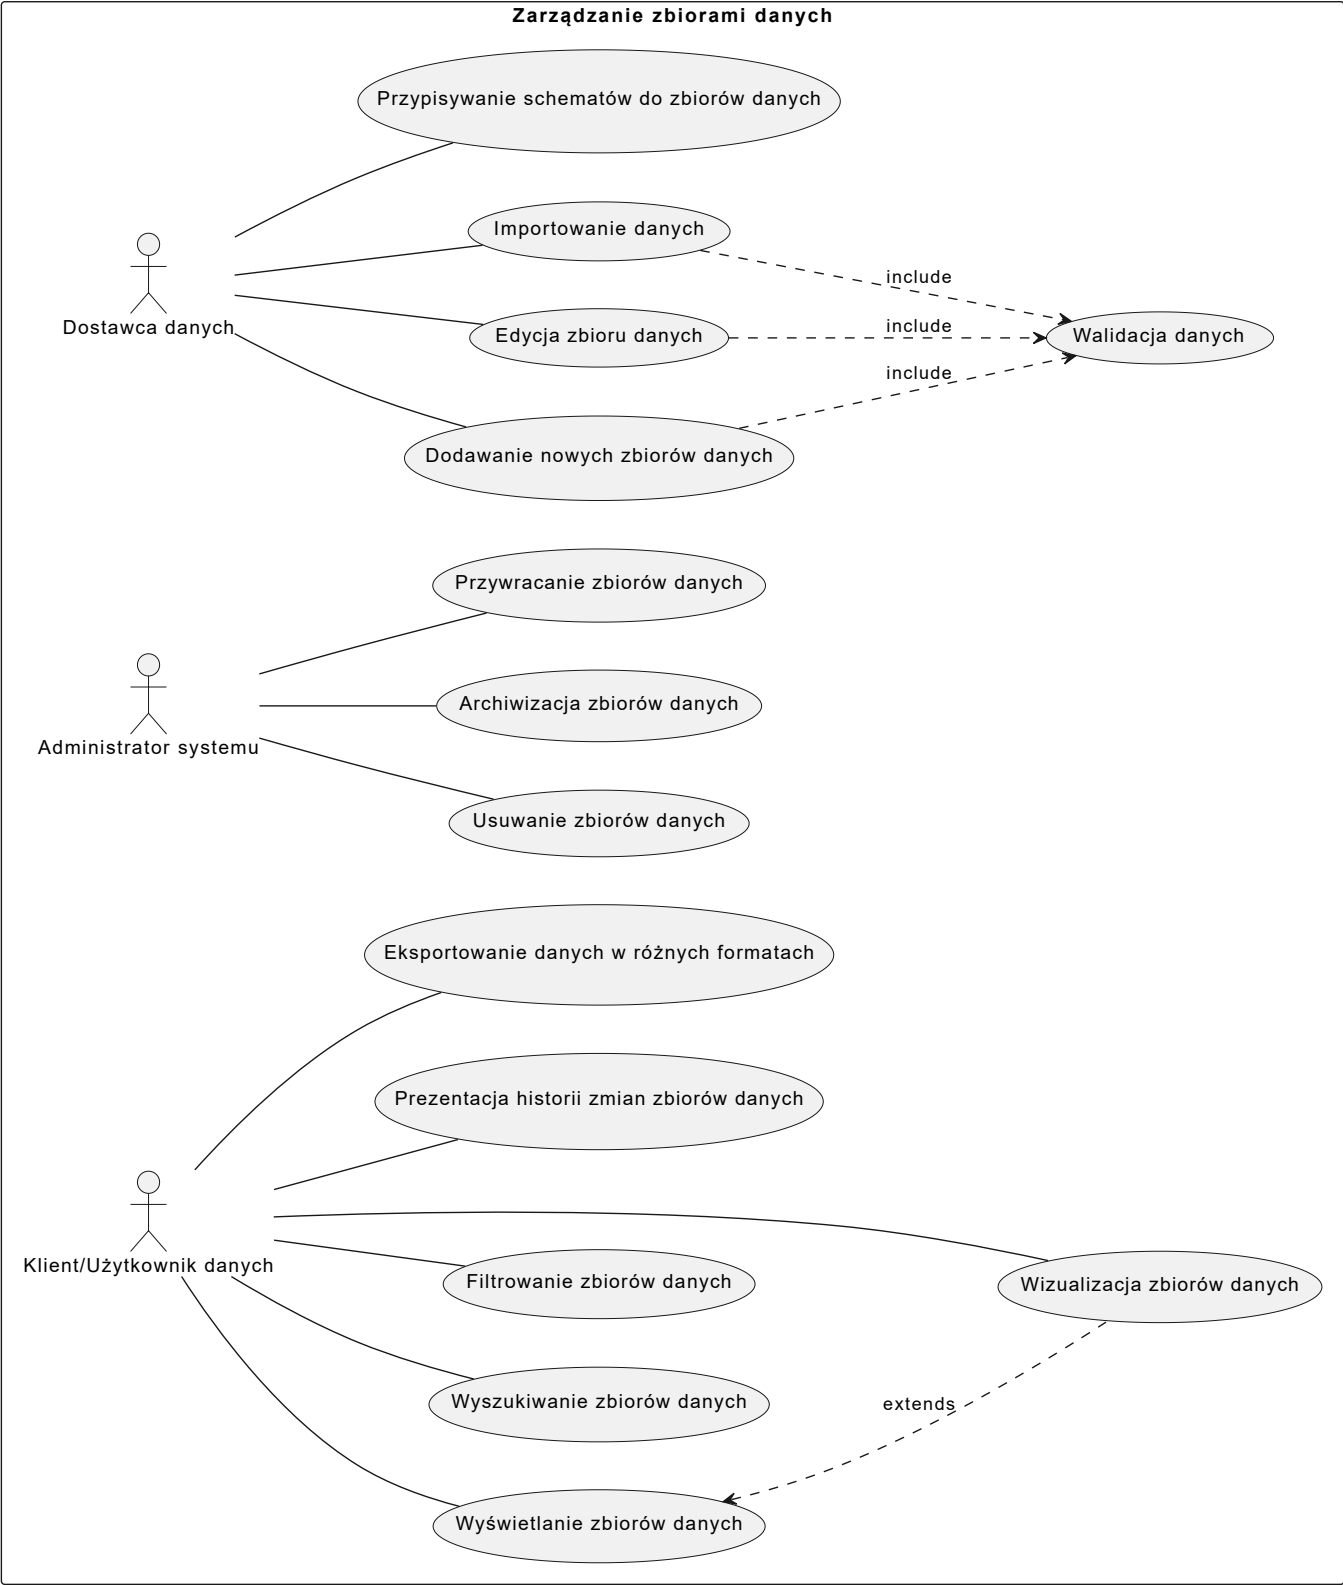 Zarządzanie zbiorami danych
Przypisywanie schematów do zbiorów danych
Importowanie danych
include
Dostawca danych
Edycja zbioru danych
include
Walidacja danych
include
Dodawanie nowych zbiorów danych
Przywracanie zbiorów danych
Archiwizacja zbiorów danych
Administrator systemu
Usuwanie zbiorów danych
Eksportowanie danych w różnych formatach
Prezentacja historii zmian zbiorów danych
Klient/Użytkownik danych
Filtrowanie zbiorów danych
Wizualizacja zbiorów danych
Wyszukiwanie zbiorów danych
extends
Wyświetlanie zbiorów danych